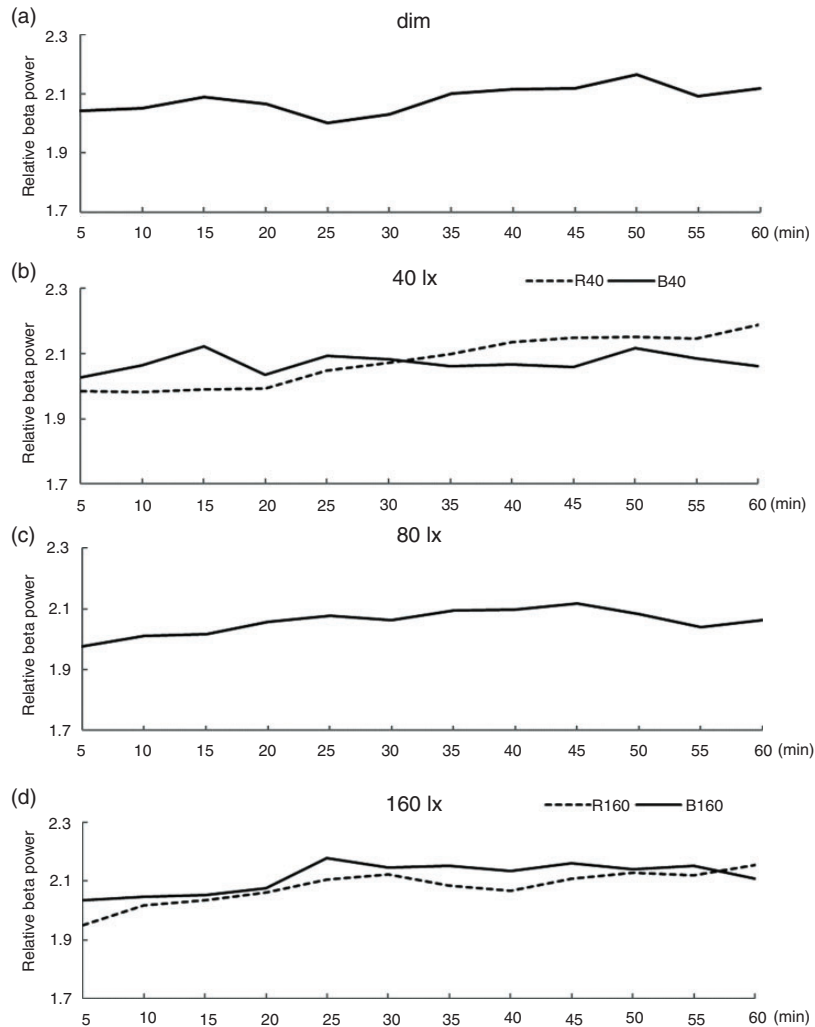 (a)
dim
2.3
2.1
1.9
1.7
Relative beta power
5 10 15 20 25 30 35 40 45 50 55 60 (min)
(b)
40 lx
R40 B40
2.3
2.1
1.9
1.7
Relative beta power
5 10 15 20 25 30 35 40 45 50 55 60 (min)
(c)
80 lx
2.3
2.1
1.9
1.7
Relative beta power
5 10 15 20 25 30 35 40 45 50 55 60 (min)
(d)
160 lx
R160 B160
2.3
2.1
1.9
1.7
Relative beta power
5 10 15 20 25 30 35 40 45 50 55 60 (min)